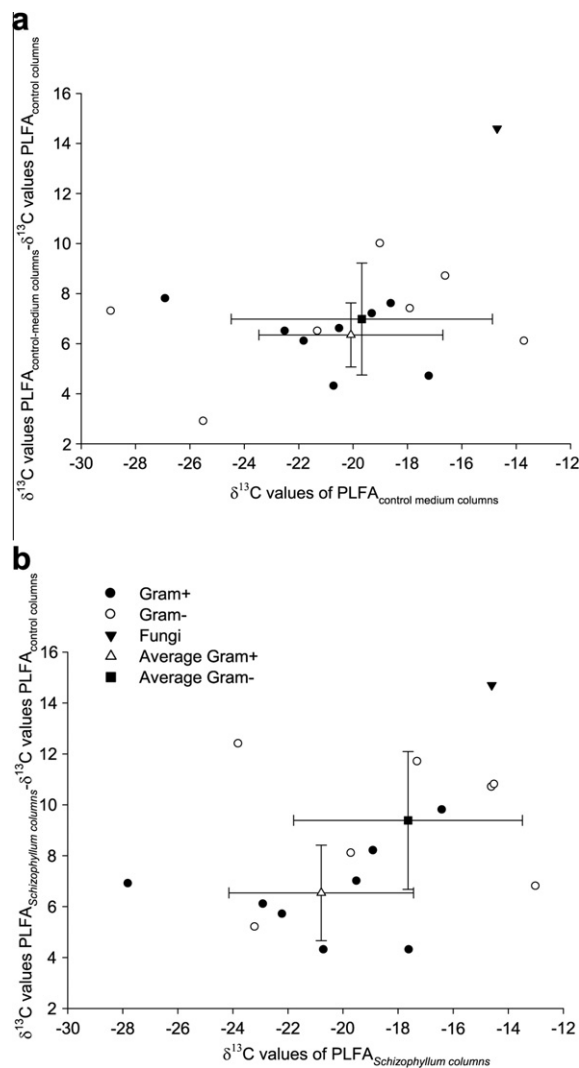 a
δ13C values PLFAcontrol-medium columns-δ13C values PLFAcontrol columns
16
14
12
10
8
6
4
2
-30 -28 -26 -24 -22 -20 -18 -16 -14 -12
δ13C values of PLFAcontrol medium columns
b
Gram+
Gram-
Fungi
Average Gram+
Average Gram-
δ13C values PLFASchizophyllum columns-δ13C values PLFAcontrol columns
16
14
12
10
8
6
4
2
-30 -28 -26 -24 -22 -20 -18 -16 -14 -12
δ13C values of PLFASchizophyllum columns